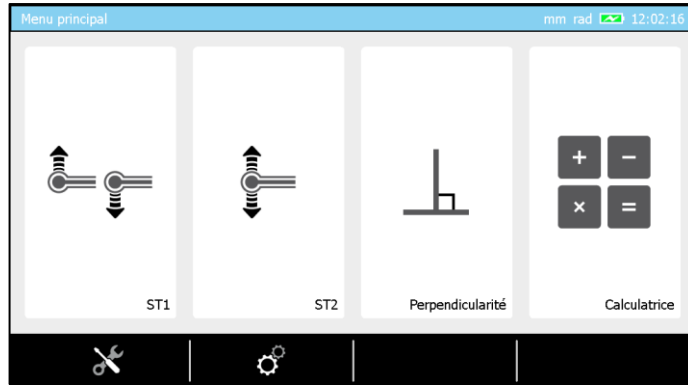 Menu principal
mm rad 12:02:16
ST1
ST2
Perpendicularité
Calculatrice